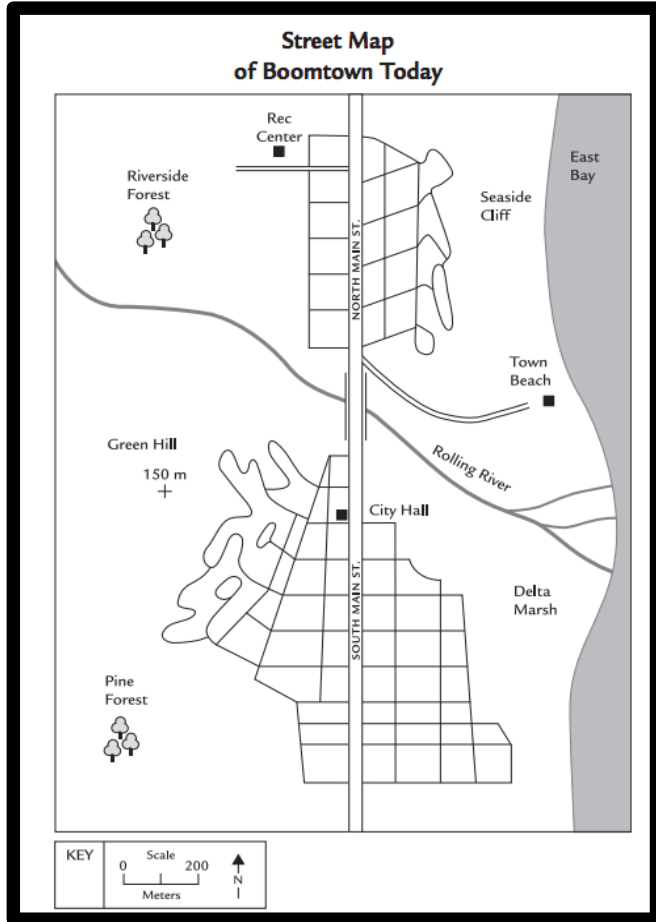 Street Map
of Boomtown Today
Rec
Center
East
Bay
Riverside
Forest
Seaside
Cliff
NORTH MAIN ST.
Town
Beach
Green Hill
150 m
Rolling River
City Hall
SOUTH MAIN ST.
Delta
Marsh
Pine
Forest
KEY
Scale
0 200
Meters
N